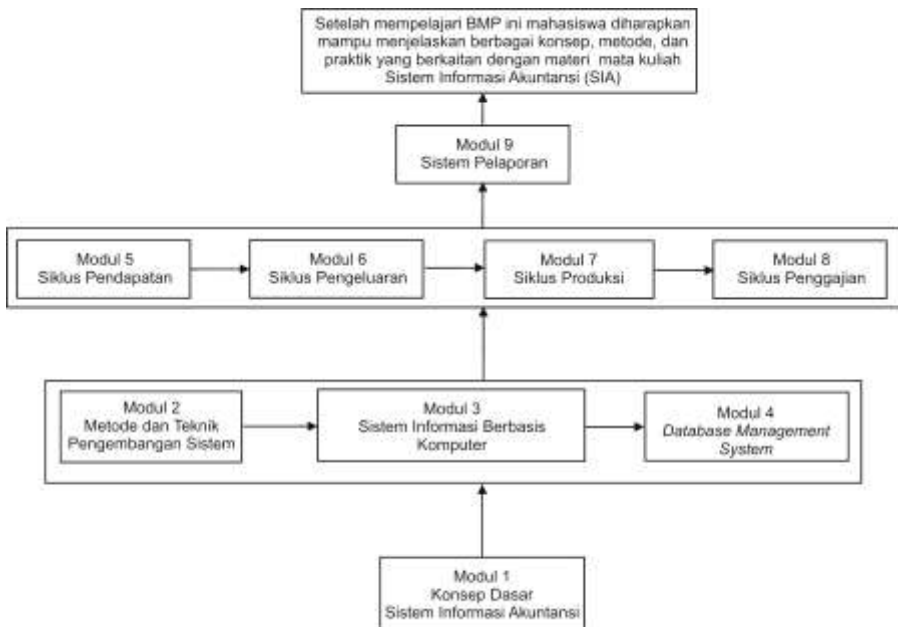 Setelah mempelajari BMP ini mahasiswa diharapkan
mampu menjelaskan berbagai konsep, metode, dan
praktik yang berkaitan dengan materi mata kuliah
Sistem Informasi Akuntansi (SIA)
Modul 9
Sistem Pelaporan
Modul 5
Siklus Pendapatan
Modul 6
Siklus Pengeluaran
Modul 7
Siklus Produksi
Modul 8
Siklus Penggajian
Modul 2
Metode dan Teknik
Pengembangan Sistem
Modul 3
Sistem Informasi Berbasis
Komputer
Modul 4
Database Management
System
Modul 1
Konsep Dasar
Sistem Informasi Akuntansi